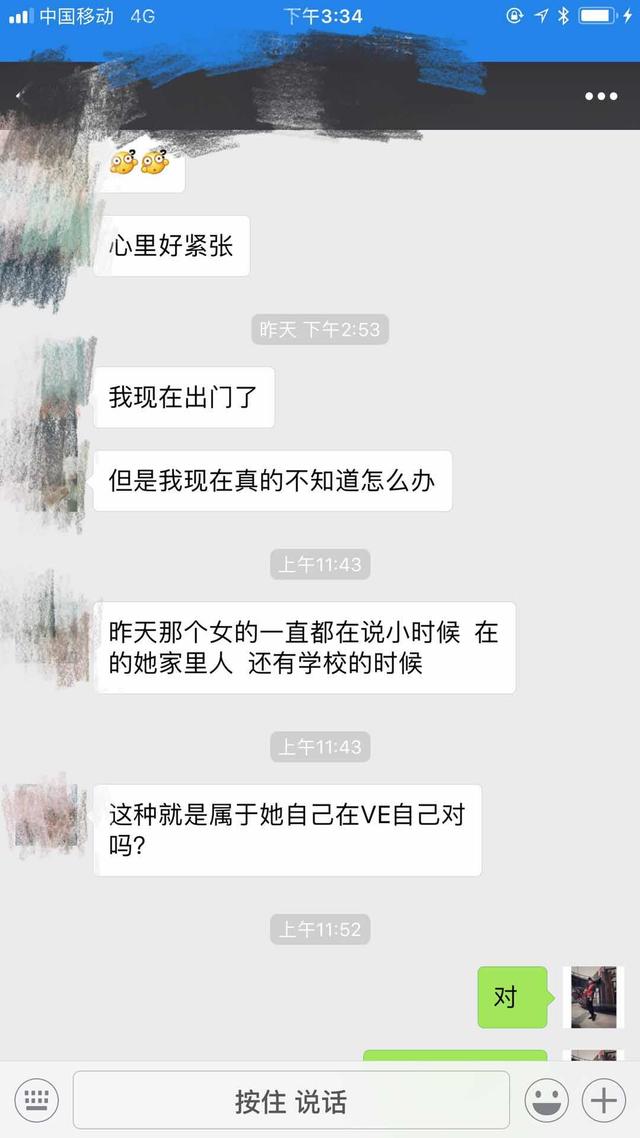 中国移动 4G 下午3:34
心里好紧张
昨天 下午2:53
我现在出门了
但是我现在真的不知道怎么办
上午11:43
昨天那个女的一直都在说小时候 在
的她家里人 还有学校的时候
上午11:43
这种就是属于她自己在VE自己对
吗?
上午11:52
对
按住 说话